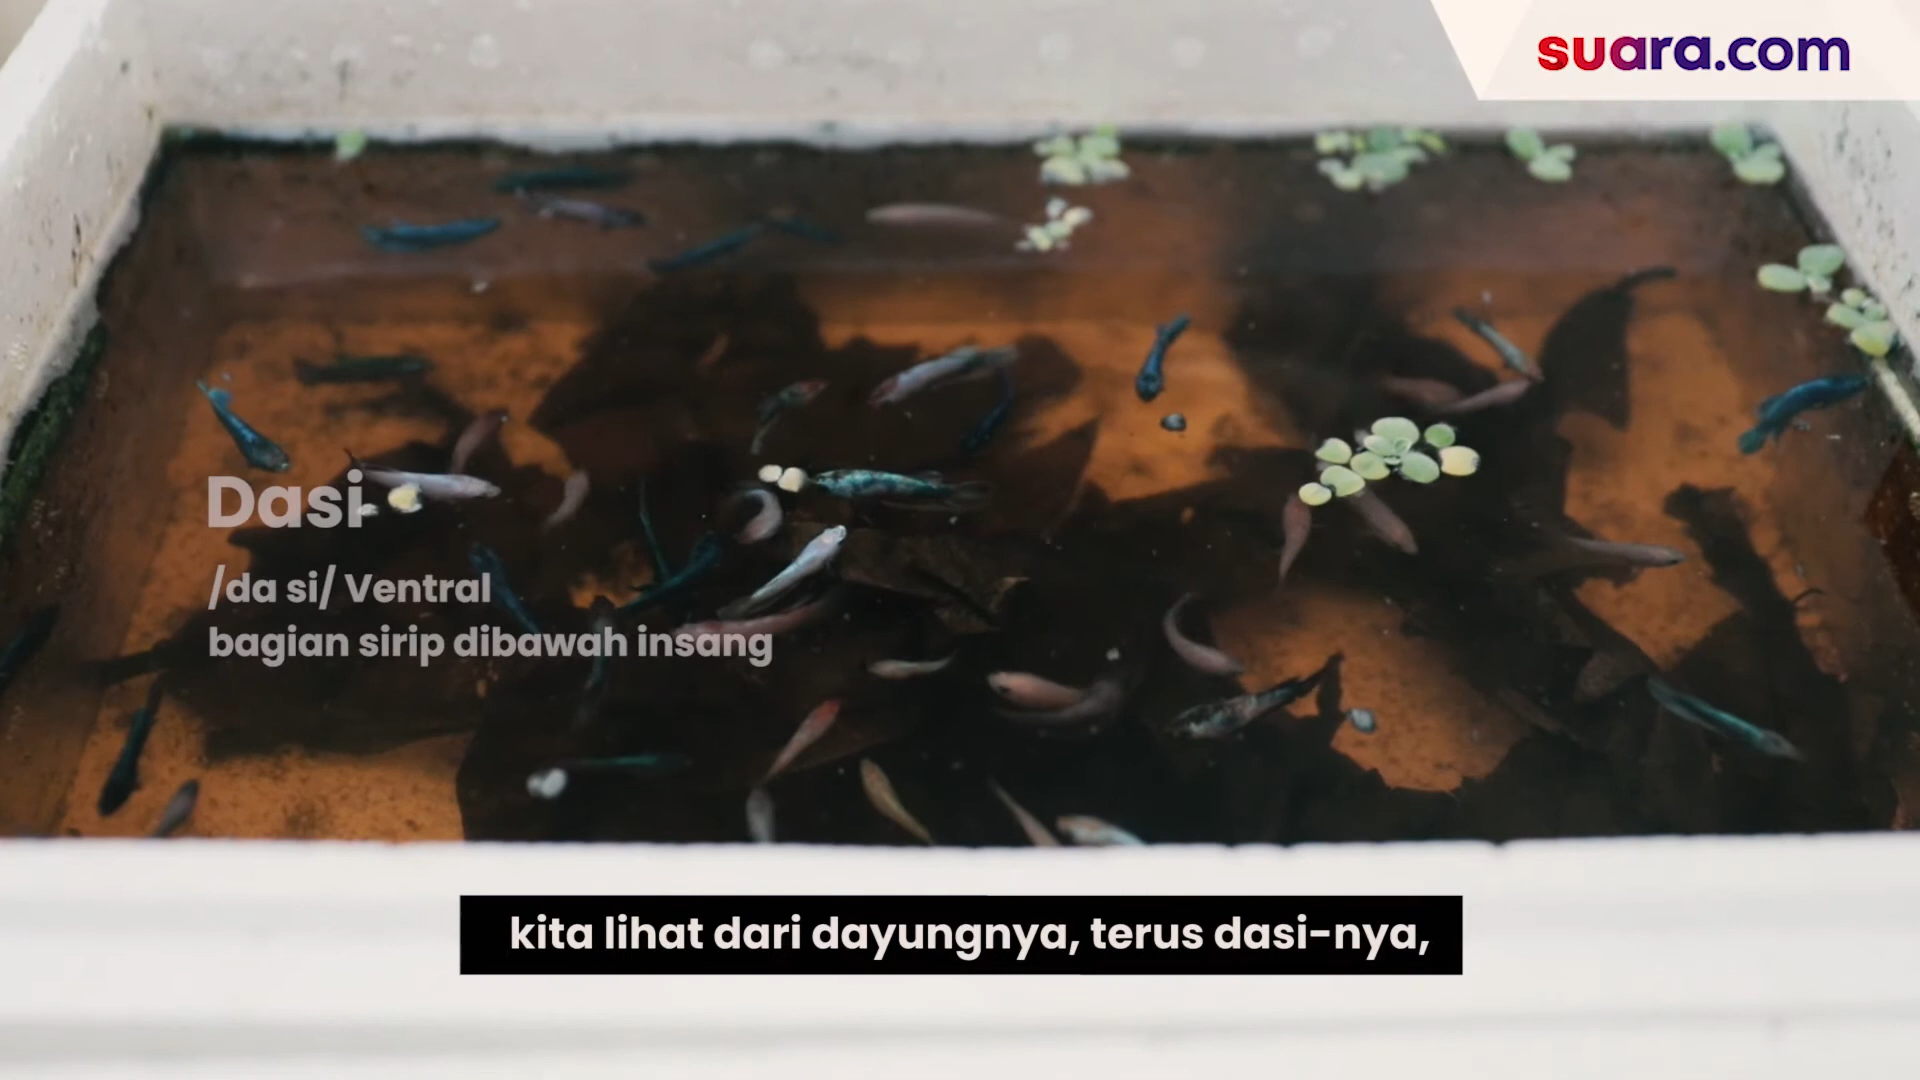 suara.com
Dasi
/da si/ Ventral
bagian sirip dibawah insang
kita lihat dari dayungnya, terus dasi-nya,